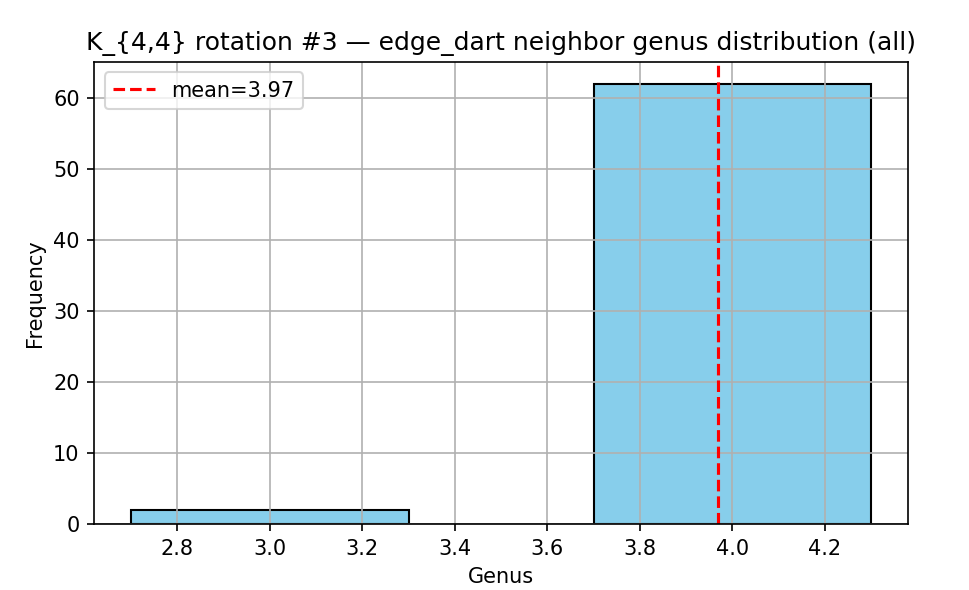 K_{4,4} rotation #3 — edge_dart neighbor genus distribution (all)
mean=3.97
Frequency
60
50
40
30
20
10
0
2.8 3.0 3.2 3.4 3.6 3.8 4.0 4.2
Genus